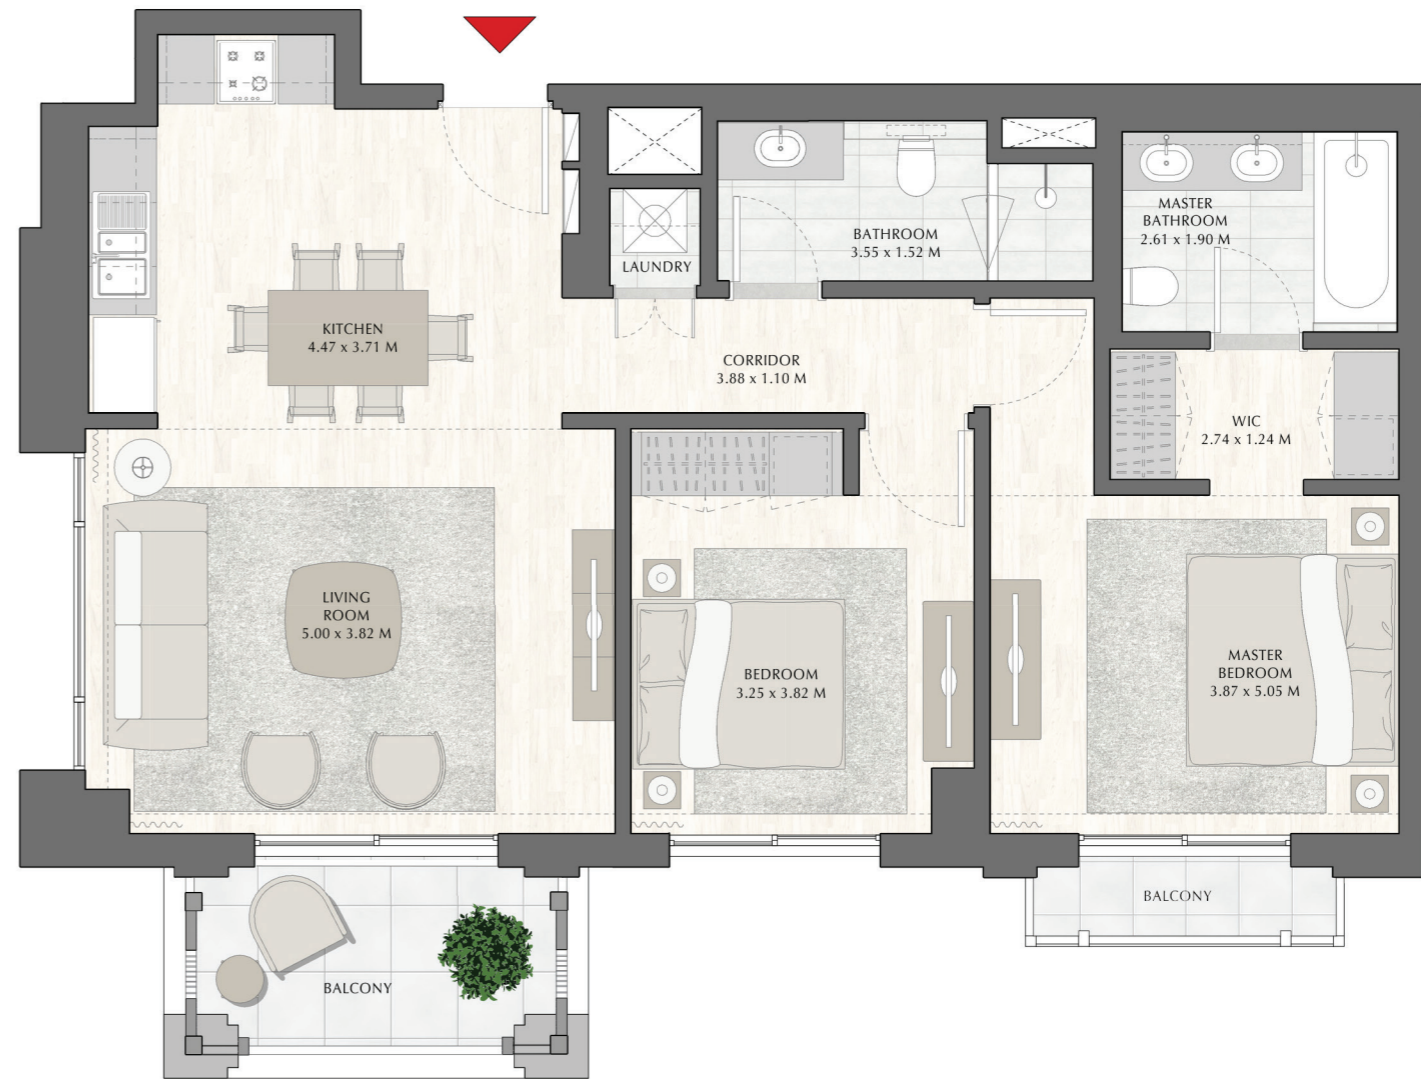 MASTER
BATHROOM
2.61 x 1.90 M
BATHROOM
3.55 x 1.52 M
LAUNDRY
KITCHEN
4.47 x 3.71 M
CORRIDOR
3.88 x 1.10 M
WIC
2.74 x 1.24 M
LIVING
ROOM
5.00 x 3.82 M
BEDROOM
3.25 x 3.82 M
MASTER
BEDROOM
3.87 x 5.05 M
BALCONY
BALCONY